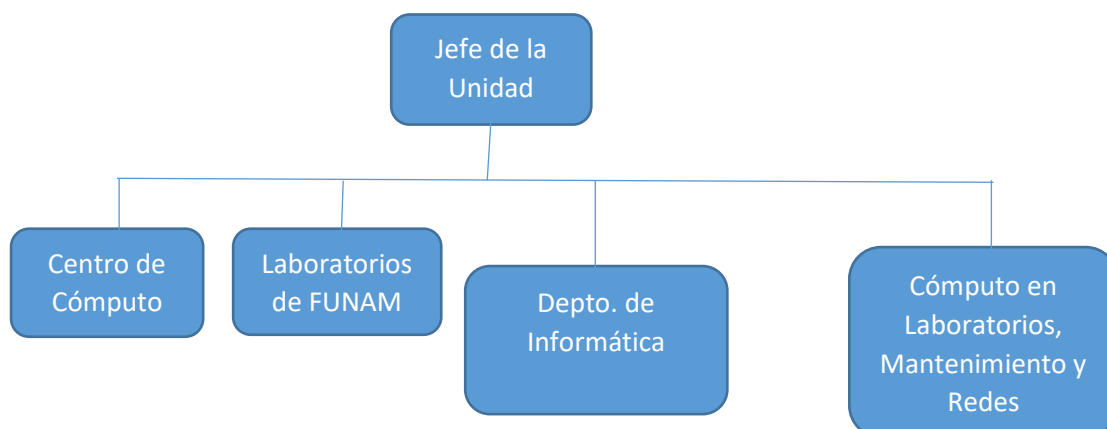 Jefe de la
Unidad
Centro de
Cómputo
Laboratorios
de FUNAM
Depto. de
Informática
Cómputo en
Laboratorios,
Mantenimiento y
Redes